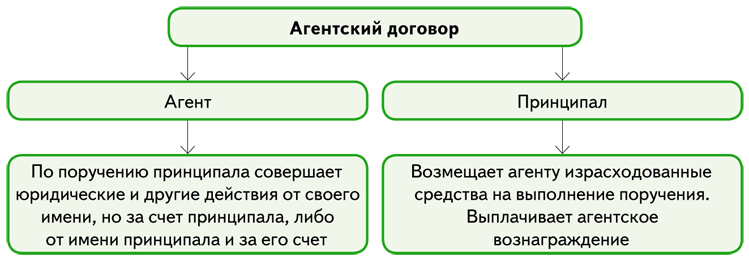 Агентский договор
Агент
Принципал
По поручению принципала совершает
юридические и другие действия от своего
имени, но за счет принципала, либо
от имени принципала и за его счет
Возмещает агенту израсходованные
средства на выполнение поручения.
Выплачивает агентское
вознаграждение